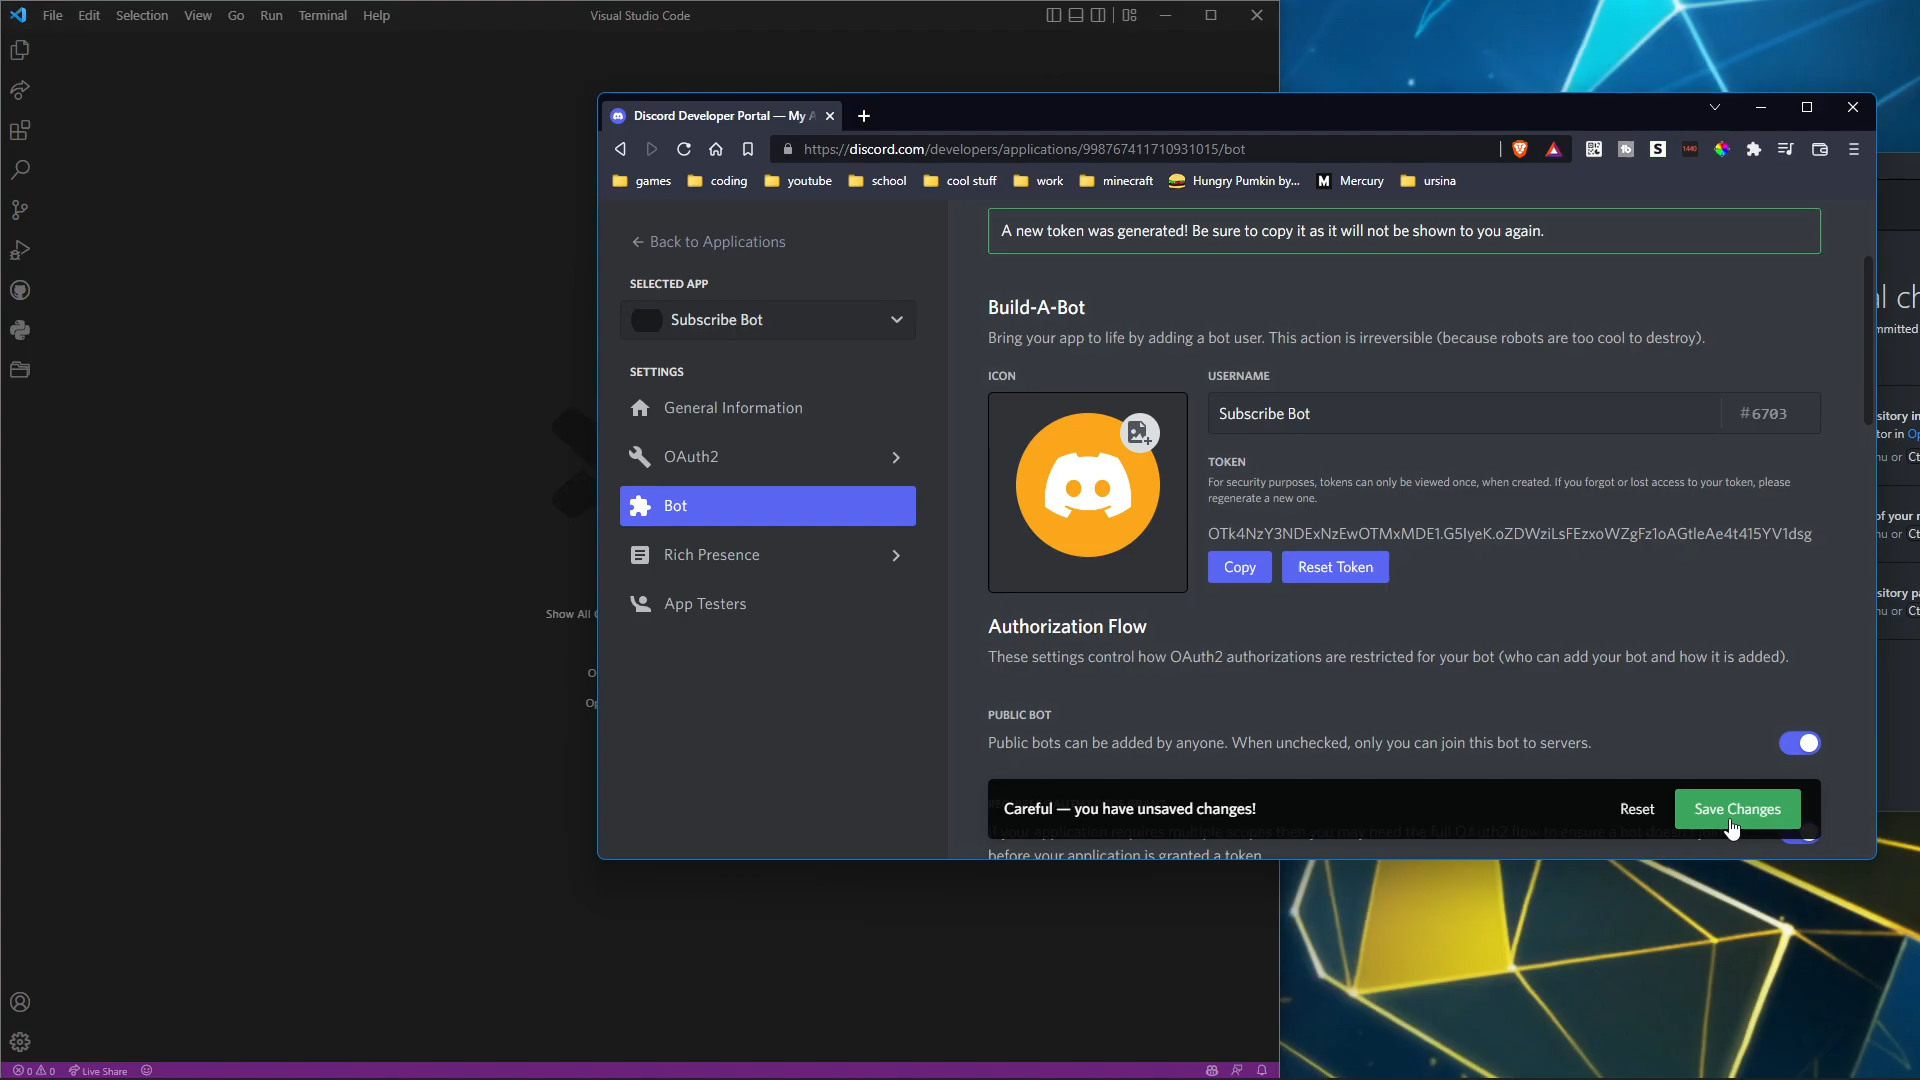 File Edit Selection View Go Run Terminal Help
Visual Studio Code
Discord Developer Portal — My A
https://discord.com/developers/applications/998767411710931015/bot
1440
games coding youtube school cool stuff work minecraft Hungry Pumkin by... M Mercury ursina
← Back to Applications
SELECTED APP
Subscribe Bot
SETTINGS
General Information
OAuth2
Bot
Rich Presence
App Testers
A new token was generated! Be sure to copy it as it will not be shown to you again.
Build-A-Bot
Bring your app to life by adding a bot user. This action is irreversible (because robots are too cool to destroy).
ICON
USERNAME
Subscribe Bot #6703
TOKEN
For security purposes, tokens can only be viewed once, when created. If you forgot or lost access to your token, please
regenerate a new one.
OTk4NzY3NDExNzEwOTMxMDE1.G5IyeK.oZDWziLsFEzxoWZgFz1oAGtleAe4t415YV1dsg
Copy Reset Token
Authorization Flow
These settings control how OAuth2 authorizations are restricted for your bot (who can add your bot and how it is added).
PUBLIC BOT
Public bots can be added by anyone. When unchecked, only you can join this bot to servers.
Careful — you have unsaved changes!
Reset Save Changes
before your application is granted a token.
Show All
0 0 Live Share